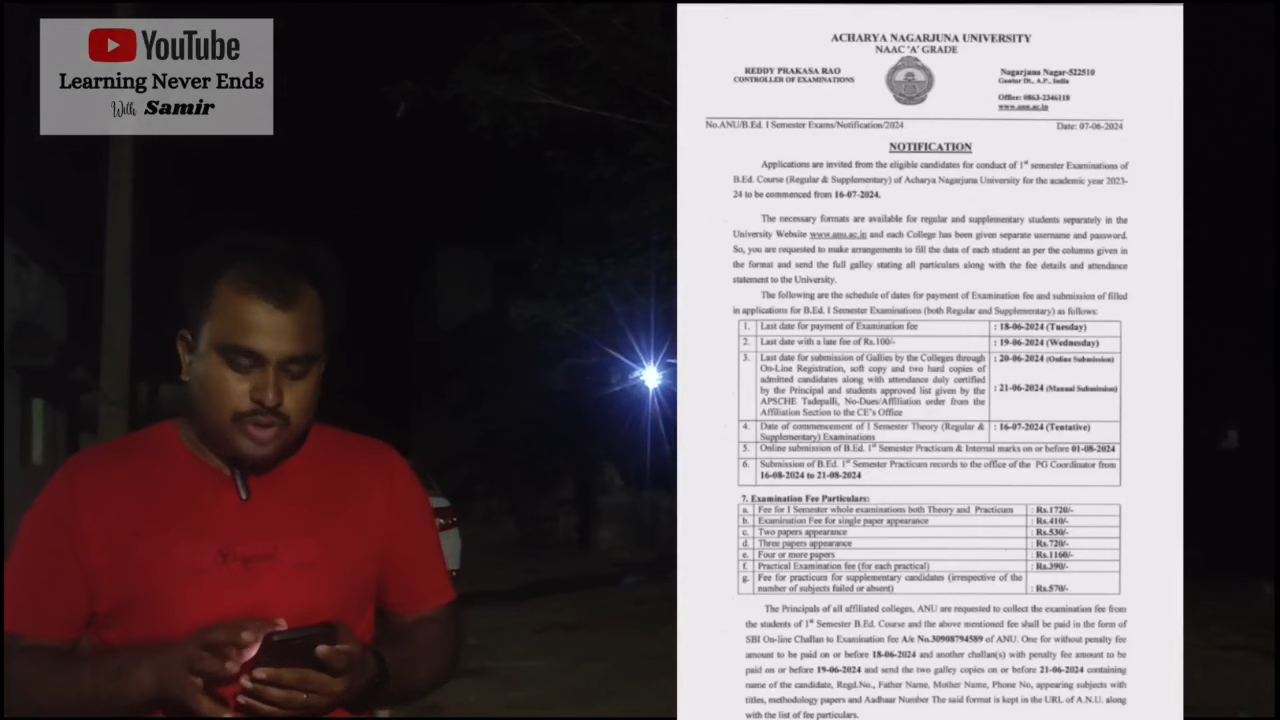 YouTube
Learning Never Ends
With Samir
ACHARYA NAGARJUNA UNIVERSITY
NAAC 'A' GRADE
REDDY PRAKASA RAO
CONTROLLER OF EXAMINATIONS
Nagarjuna Nagar-522510
Guntur Dt., A.P., India
Office: 0863-2346118
www.anu.ac.in
No.ANU/B.Ed. I Semester Exams/Notification/2024
Date: 07-06-2024
NOTIFICATION
Applications are invited from the eligible candidates for conduct of 1st semester Examinations of
B.Ed. Course (Regular & Supplementary) of Acharya Nagarjuna University for the academic year 2023-
24 to be commenced from 16-07-2024.
The necessary formats are available for regular and supplementary students separately in the
University Website www.anu.ac.in and each College has been given separate username and password.
So, you are requested to make arrangements to fill the data of each student as per the columns given in
the format and send the full galley stating all particulars along with the fee details and attendance
statement to the University.
The following are the schedule of dates for payment of Examination fee and submission of filled
in applications for B.Ed. I Semester Examinations (both Regular and Supplementary) as follows:
1. Last date for payment of Examination fee : 18-06-2024 (Tuesday)
2. Last date with a late fee of Rs.100/- : 19-06-2024 (Wednesday)
3. Last date for submission of Gallies by the Colleges through : 20-06-2024 (Online Submission)
On-Line Registration, soft copy and two hard copies of
admitted candidates along with attendance duly certified
by the Principal and students approved list given by the : 21-06-2024 (Manual Submission)
APSCHE Tadepalli, No-Dues/Affiliation order from the
Affiliation Section to the CE's Office
4. Date of commencement of I Semester Theory (Regular & : 16-07-2024 (Tentative)
Supplementary) Examinations
5. Online submission of B.Ed. 1st Semester Practicum & Internal marks on or before 01-08-2024
6. Submission of B.Ed. 1st Semester Practicum records to the office of the PG Coordinator from
16-08-2024 to 21-08-2024
7. Examination Fee Particulars:
a. Fee for I Semester whole examinations both Theory and Practicum : Rs.1720/-
b. Examination Fee for single paper appearance : Rs.410/-
c. Two papers appearance : Rs.530/-
d. Three papers appearance : Rs.720/-
e. Four or more papers : Rs.1160/-
f. Practical Examination fee (for each practical) : Rs.390/-
g. Fee for practicum for supplementary candidates (irrespective of the
number of subjects failed or absent) : Rs.570/-
The Principals of all affiliated colleges, ANU are requested to collect the examination fee from
the students of 1st Semester B.Ed. Course and the above mentioned fee shall be paid in the form of
SBI On-line Challan to Examination fee A/c No.30908794589 of ANU. One for without penalty fee
amount to be paid on or before 18-06-2024 and another challan(s) with penalty fee amount to be
paid on or before 19-06-2024 and send the two galley copies on or before 21-06-2024 containing
name of the candidate, Regd.No., Father Name, Mother Name, Phone No, appearing subjects with
titles, methodology papers and Aadhaar Number The said format is kept in the URL of A.N.U. along
with the list of fee particulars.